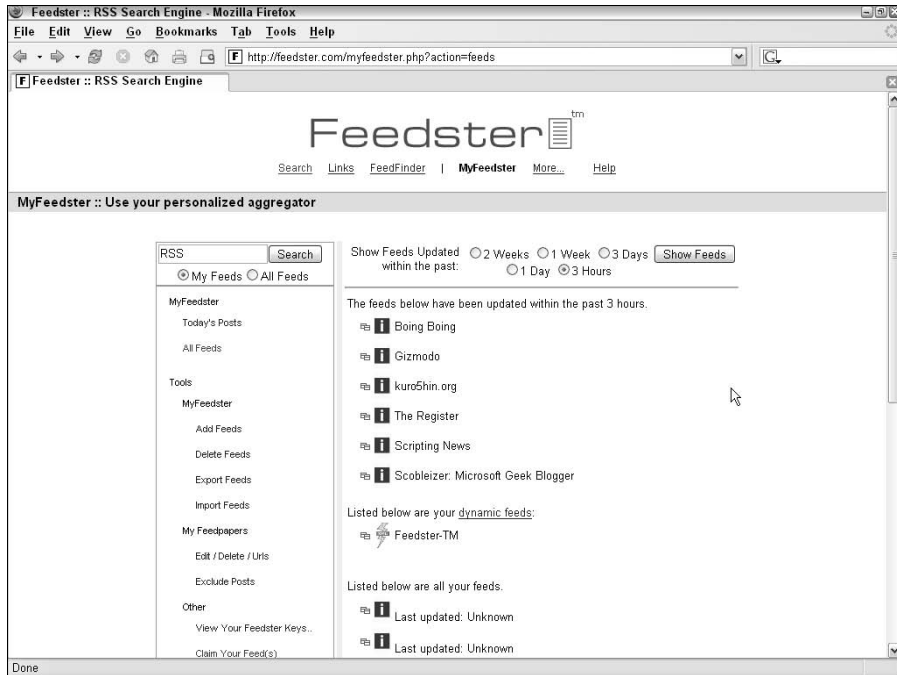 Feedster :: RSS Search Engine - Mozilla Firefox
File Edit View Go Bookmarks Tab Tools Help
F http://feedster.com/myfeedster.php?action=feeds
G
F Feedster :: RSS Search Engine
Feedster tm
Search Links FeedFinder | MyFeedster More... Help
MyFeedster :: Use your personalized aggregator
RSS Search
My Feeds All Feeds
MyFeedster
Today's Posts
All Feeds
Tools
MyFeedster
Add Feeds
Delete Feeds
Export Feeds
Import Feeds
My Feedpapers
Edit / Delete / Urls
Exclude Posts
Other
View Your Feedster Keys..
Claim Your Feed(s)
Show Feeds Updated within the past:
2 Weeks 1 Week 3 Days Show Feeds
1 Day 3 Hours
The feeds below have been updated within the past 3 hours.
i Boing Boing
i Gizmodo
i kuro5hin.org
i The Register
i Scripting News
i Scobleizer: Microsoft Geek Blogger
Listed below are your dynamic feeds:
Feedster-TM
Listed below are all your feeds.
i Last updated: Unknown
i Last updated: Unknown
Done